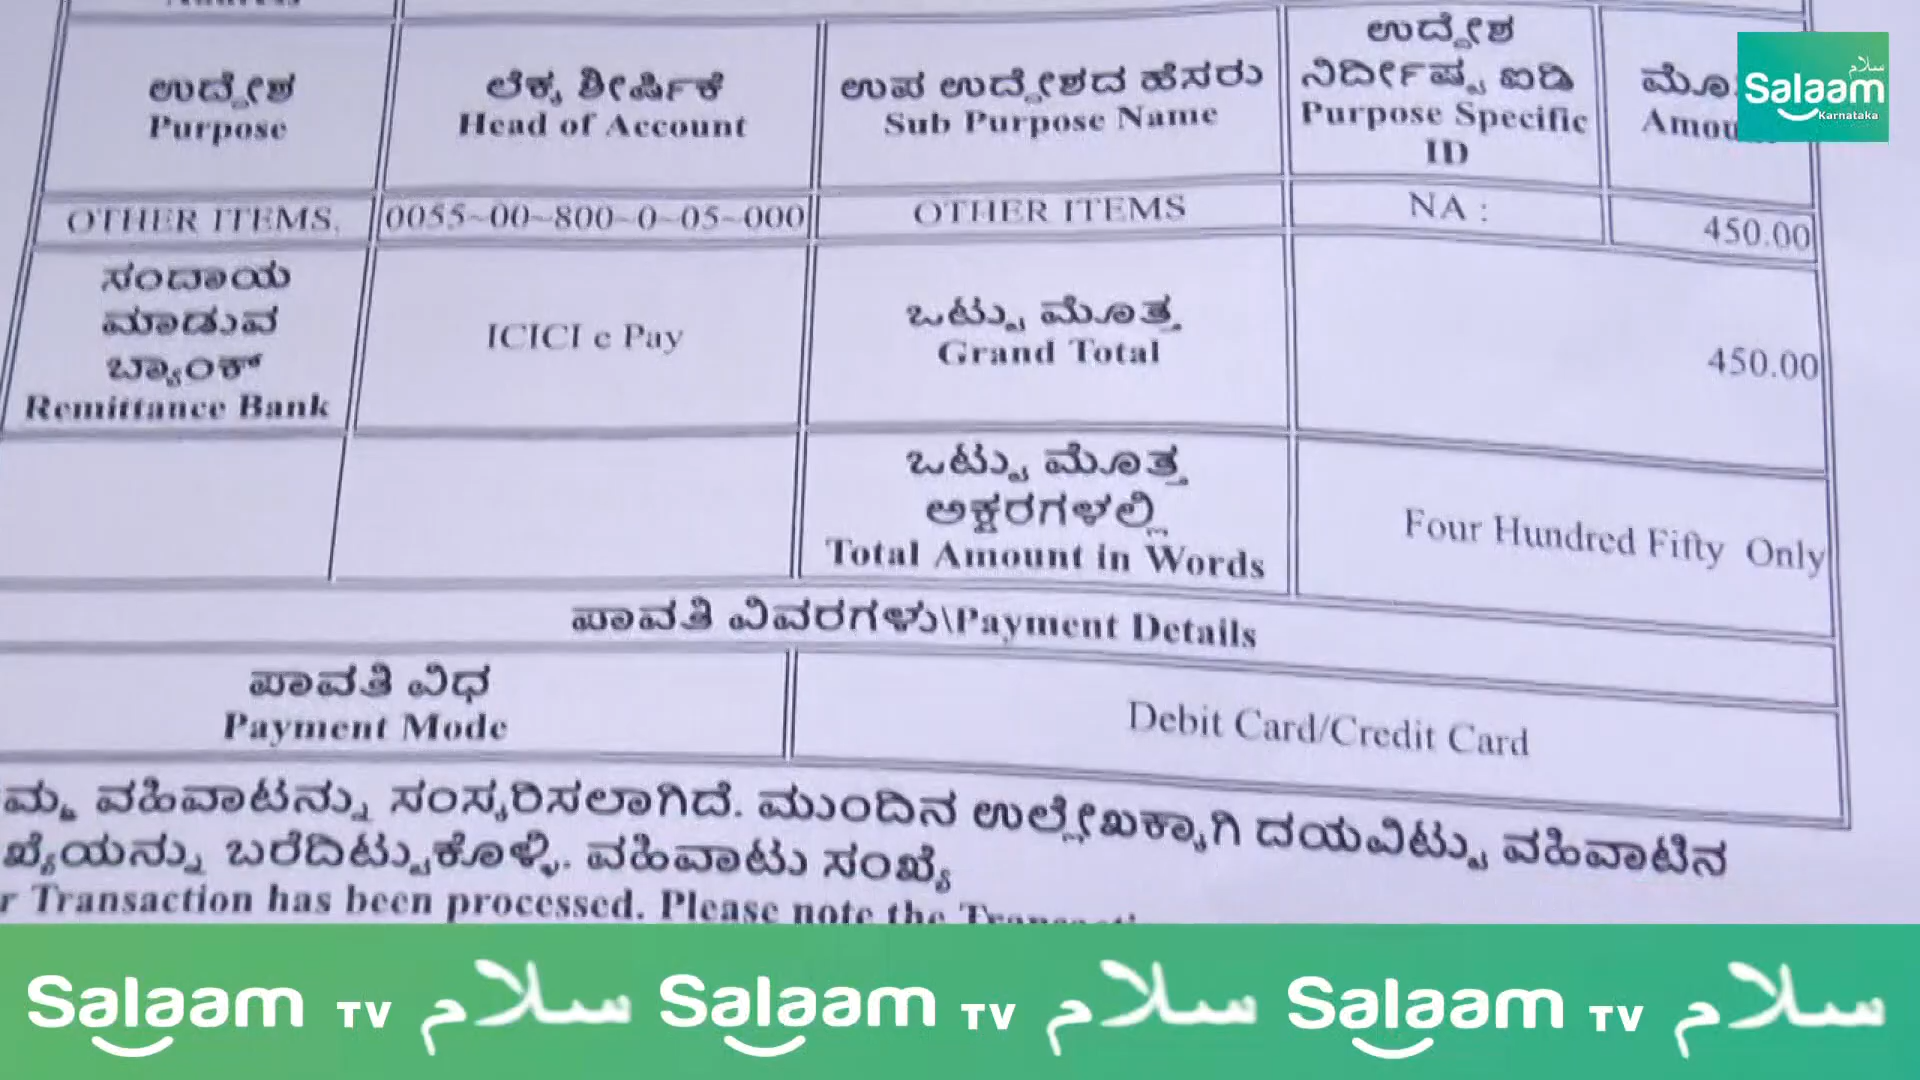 ಉದ್ದೇಶ
Purpose
ಲೆಕ್ಕ ಶೀರ್ಷಿಕೆ
Head of Account
ಉಪ ಉದ್ದೇಶದ ಹೆಸರು
Sub Purpose Name
ಉದ್ದೇಶ
ನಿರ್ದೀಷ್ಟ ಐಡಿ
Purpose Specific
ID
سلام
Salaam
Karnataka
OTHER ITEMS.
0055-00-800-0-05-000
OTHER ITEMS
NA :
450.00
ಸಂದಾಯ
ಮಾಡುವ
ಬ್ಯಾಂಕ್
Remittance Bank
ICICI e Pay
ಒಟ್ಟು ಮೊತ್ತ
Grand Total
450.00
ಒಟ್ಟು ಮೊತ್ತ
ಅಕ್ಷರಗಳಲ್ಲಿ
Total Amount in Words
Four Hundred Fifty Only
ಪಾವತಿ ವಿವರಗಳು\Payment Details
ಪಾವತಿ ವಿಧ
Payment Mode
Debit Card/Credit Card
ವಹಿವಾಟನ್ನು ಸಂಸ್ಕರಿಸಲಾಗಿದೆ. ಮುಂದಿನ ಉಲ್ಲೇಖಕ್ಕಾಗಿ ದಯವಿಟ್ಟು ವಹಿವಾಟಿನ
ಬರೆದಿಟ್ಟುಕೊಳ್ಳಿ. ವಹಿವಾಟು ಸಂಖ್ಯೆ
Transaction has been processed. Please note the
Salaam TV سلام Salaam TV سلام Salaam TV سلام